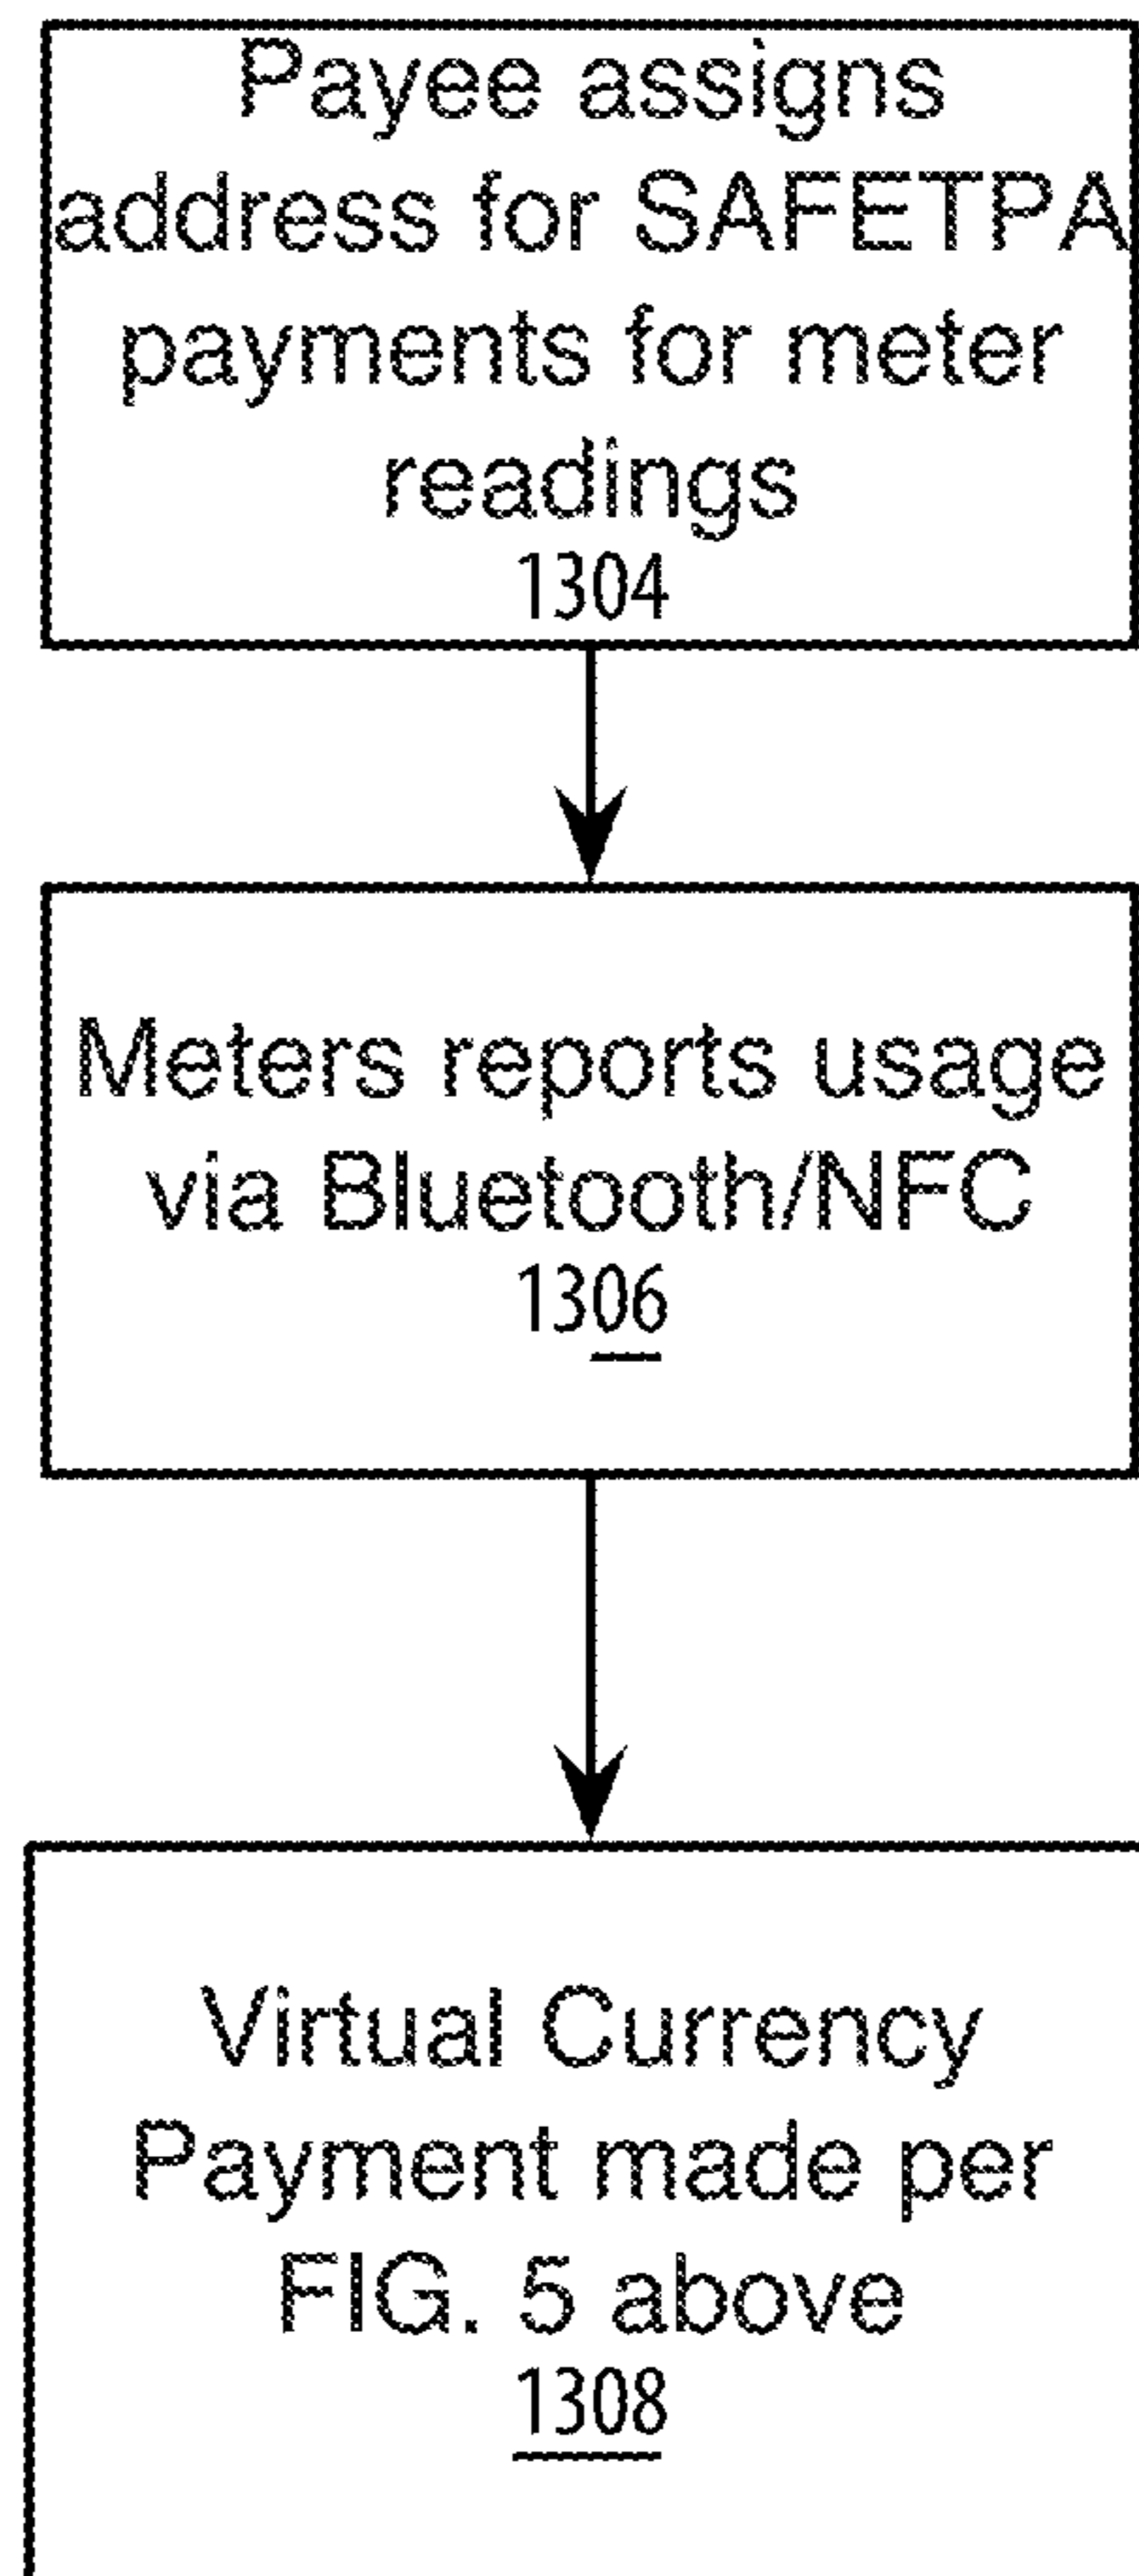 Payee assigns
address for SAFETPA
payments for meter
readings
1304
Meters reports usage
via Bluetooth/NFC
1306
Virtual Currency
Payment made per
FIG. 5 above
1308